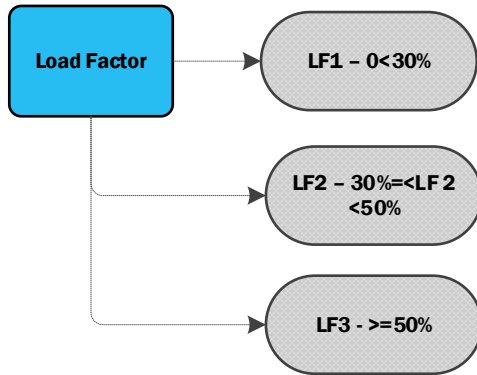 Load Factor
LF1 – 0<30%
LF2 – 30%=<LF 2
<50%
LF3 - >=50%